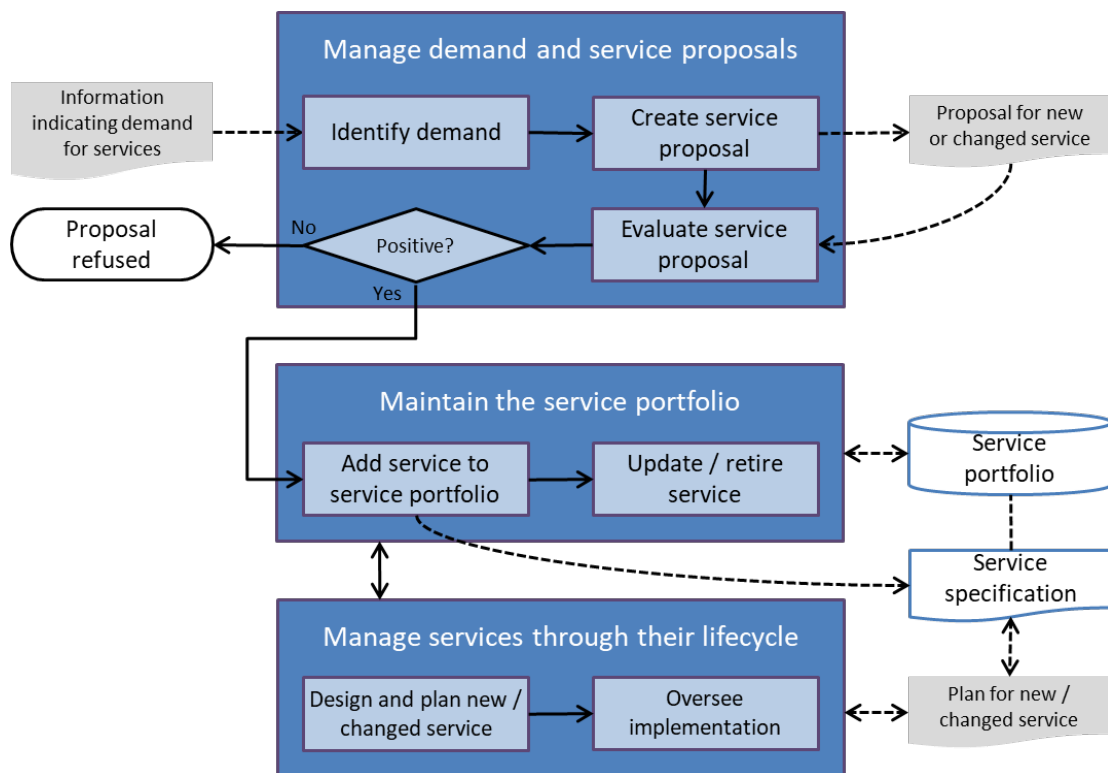 Manage demand and service proposals
Information
indicating demand
for services
Identify demand
Create service
proposal
Proposal for new
or changed service
Proposal
refused
No
Positive?
Evaluate service
proposal
Yes
Maintain the service portfolio
Add service to
service portfolio
Update / retire
service
Service
portfolio
Service
specification
Manage services through their lifecycle
Design and plan new /
changed service
Oversee
implementation
Plan for new /
changed service